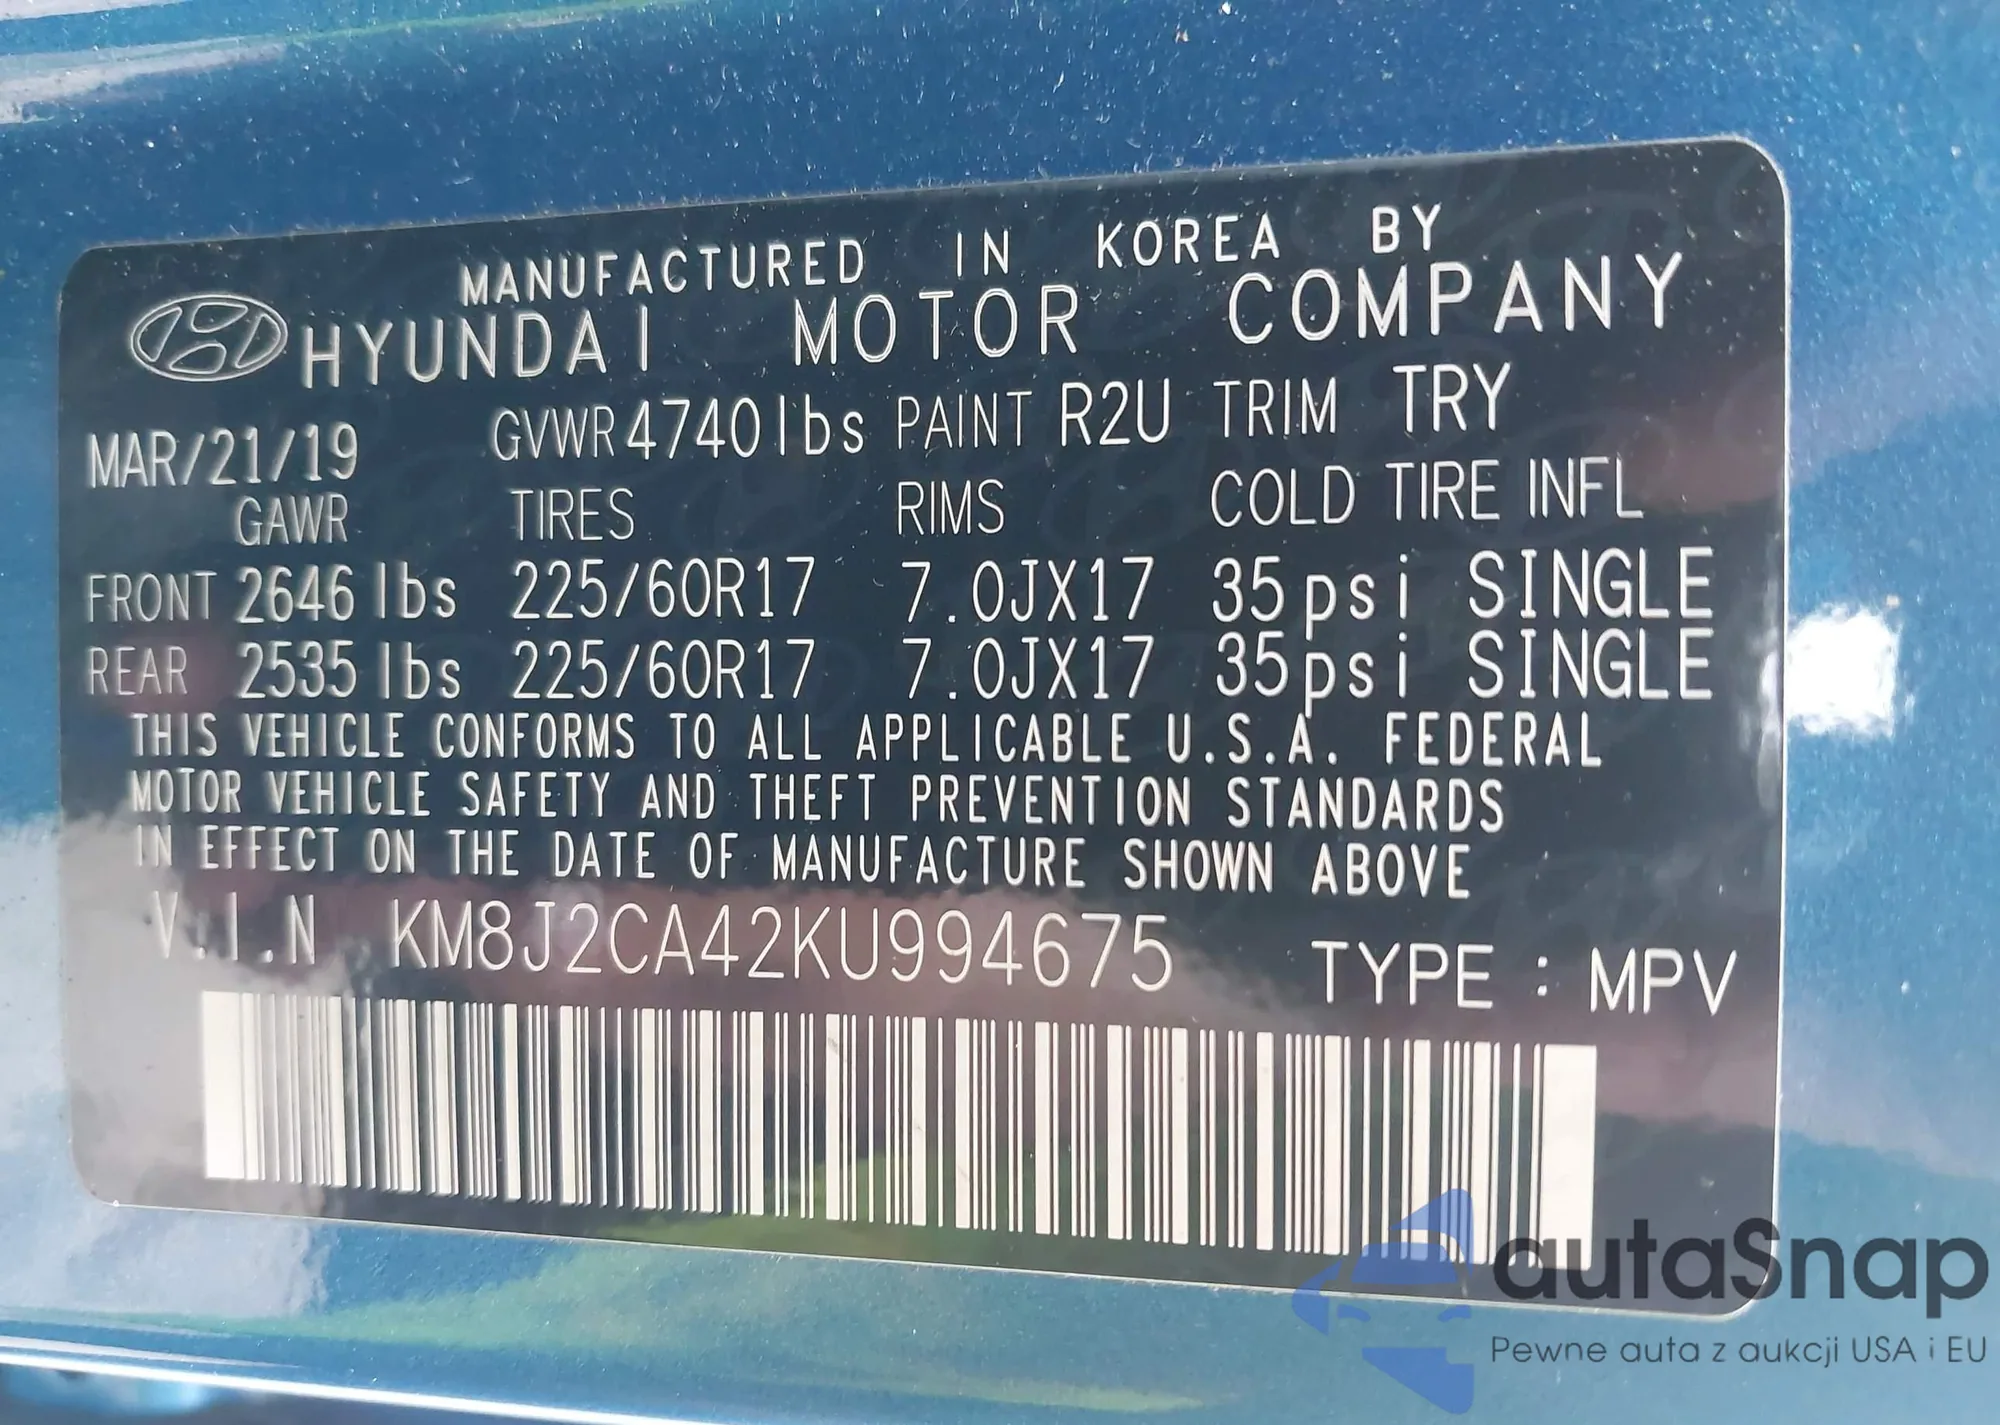 MANUFACTURED IN KOREA BY
HYUNDAI MOTOR COMPANY
MAR/21/19 GVWR 4740lbs PAINT R2U TRIM TRY
GAWR TIRES RIMS COLD TIRE INFL
FRONT 2646 lbs 225/60R17 7.0JX17 35psi SINGLE
REAR 2535 lbs 225/60R17 7.0JX17 35psi SINGLE
THIS VEHICLE CONFORMS TO ALL APPLICABLE U.S.A. FEDERAL
MOTOR VEHICLE SAFETY AND THEFT PREVENTION STANDARDS
IN EFFECT ON THE DATE OF MANUFACTURE SHOWN ABOVE
V.I.N KM8J2CA42KU994675 TYPE : MPV
autaSnap
Pewne auta z aukcji USA i EU